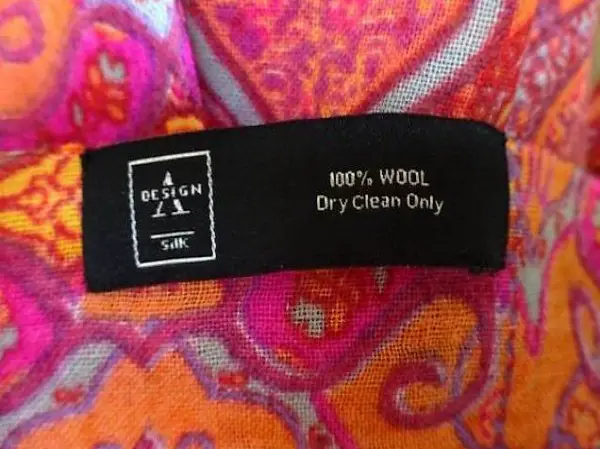 DESIGN
Silk
100% WOOL
Dry Clean Only